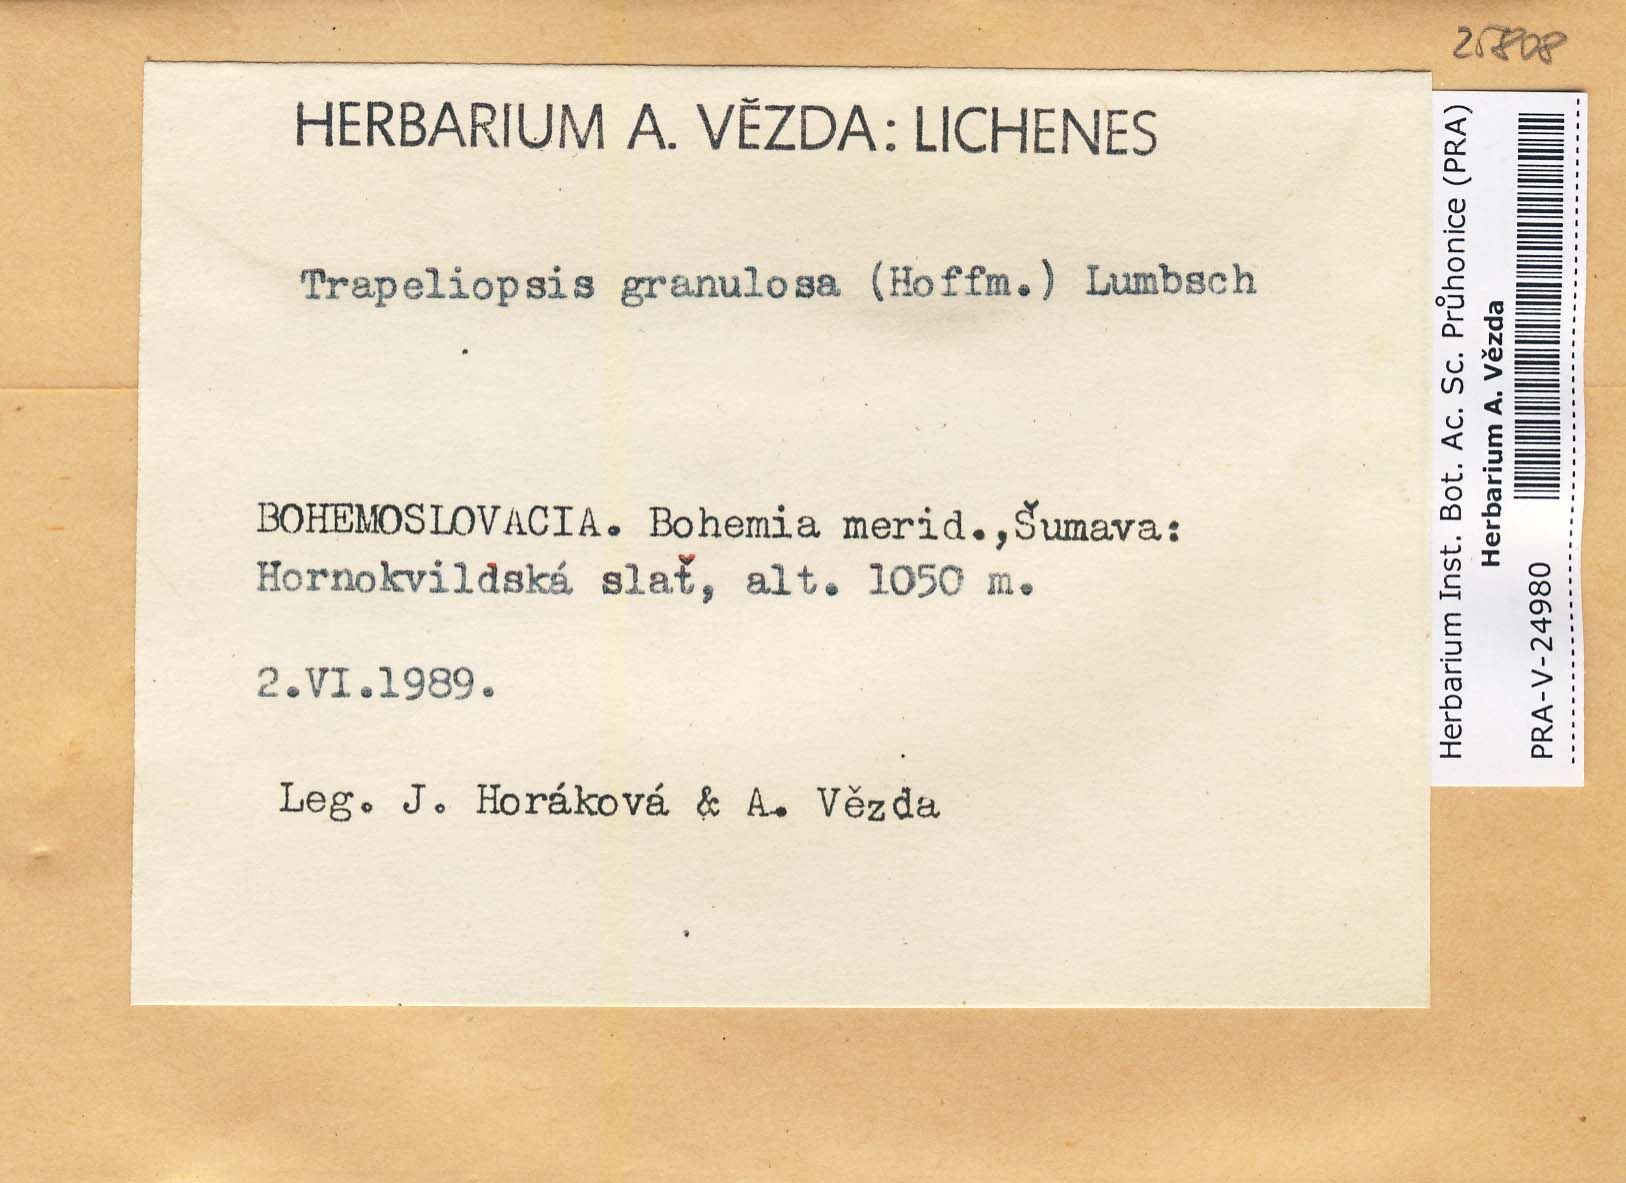 25808
HERBARIUM A. VĚZDA: LICHENES
Trapeliopsis granulosa (Hoffm.) Lumbsch
BOHEMOSLOVACIA. Bohemia merid.,Šumava:
Hornokvildská slať, alt. 1050 m.
2.VI.1989.
Leg. J. Horáková & A. Vězda
Herbarium Inst. Bot. Ac. Sc. Průhonice (PRA)
Herbarium A. Vězda
PRA-V-24980